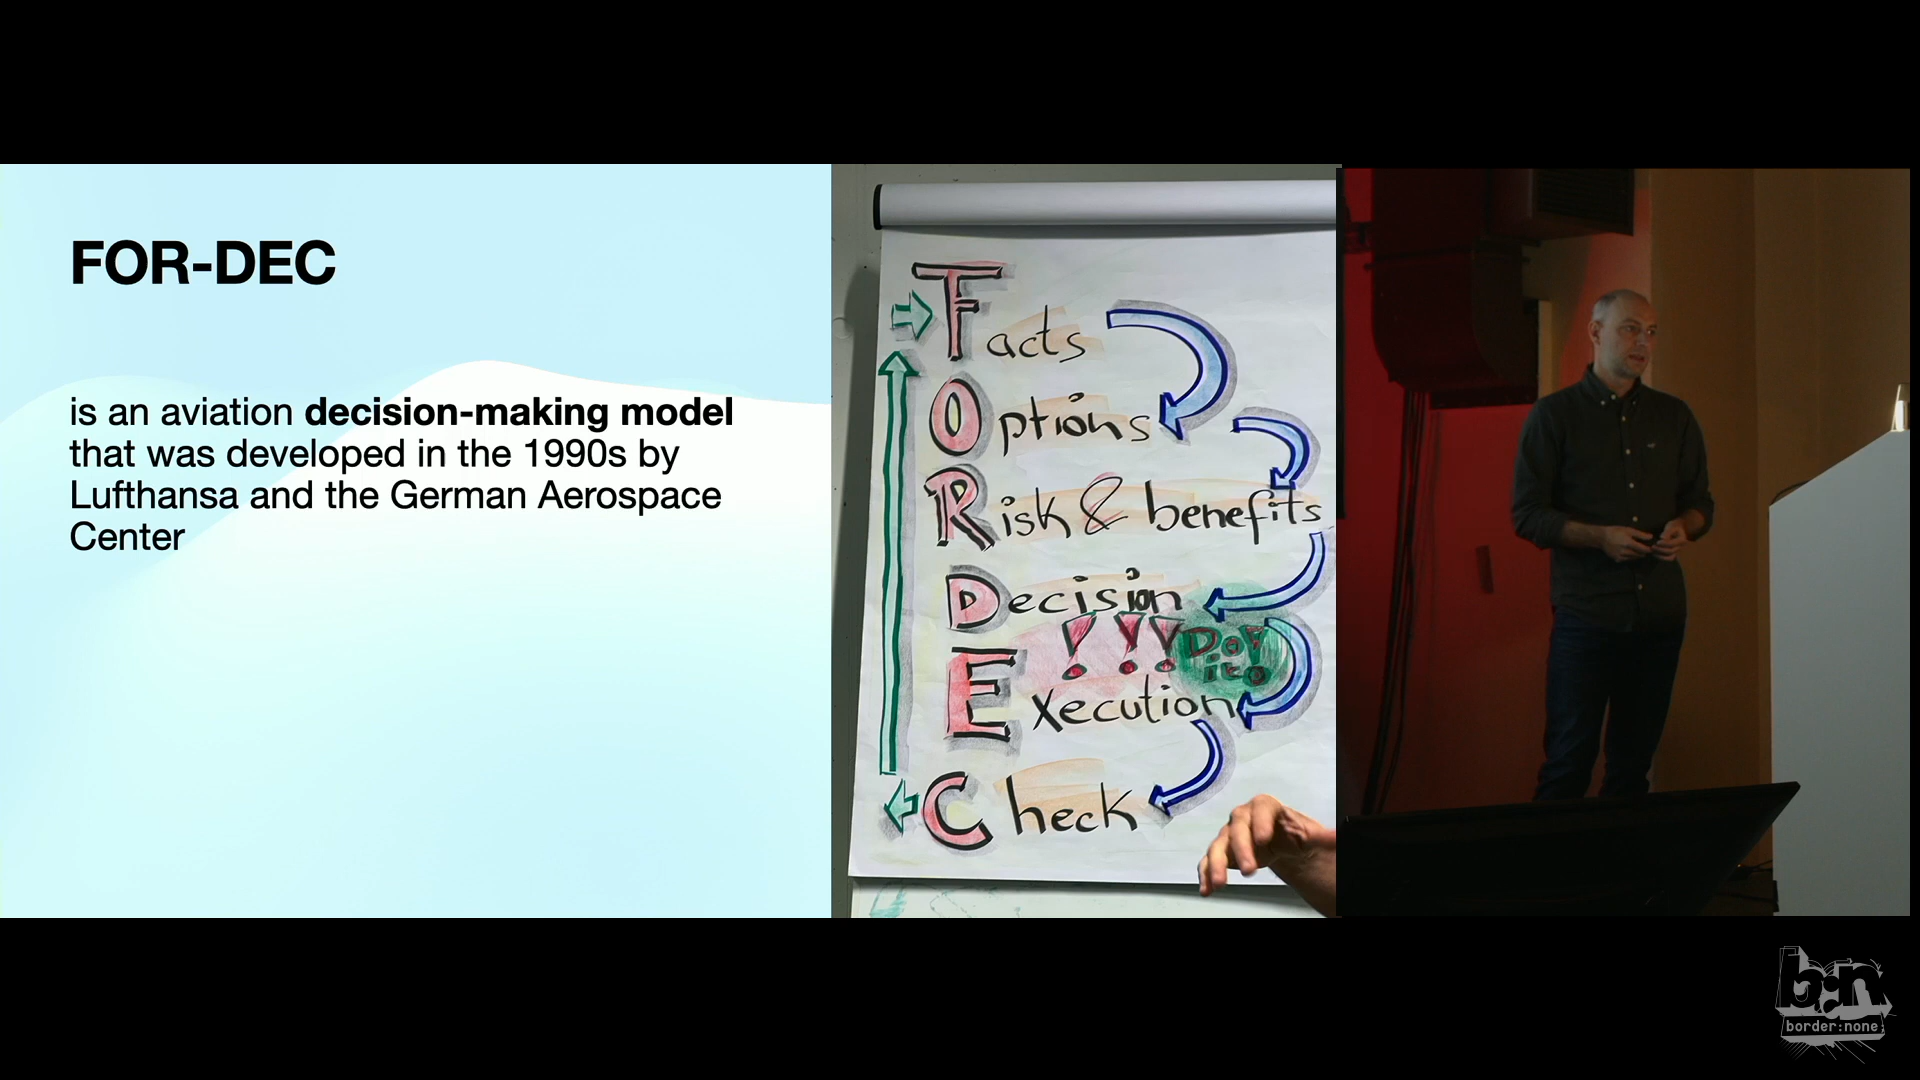 FOR-DEC
is an aviation decision-making model
that was developed in the 1990s by
Lufthansa and the German Aerospace
Center
Facts
Options
Risk & benefits
Decision
!!! Do it!
Execution
Check
b:n
border:none